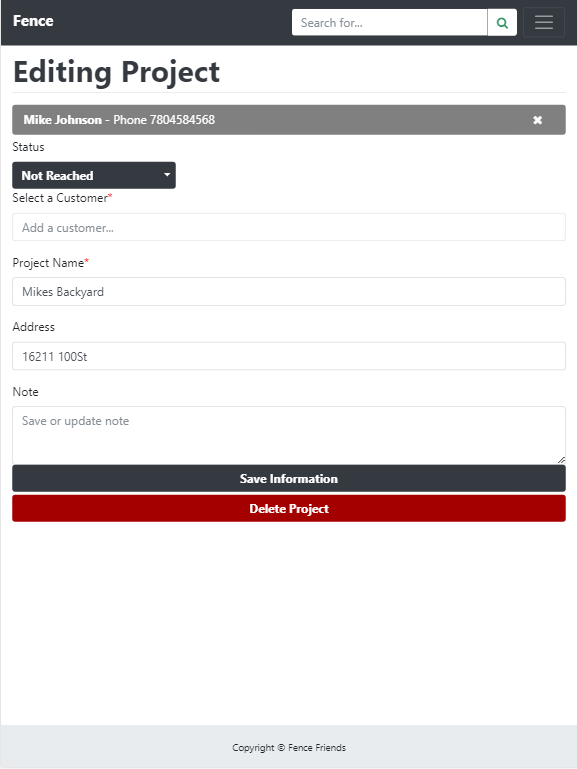 Fence
Search for...
Editing Project
Mike Johnson - Phone 7804584568
Status
Not Reached
Select a Customer*
Add a customer...
Project Name*
Mikes Backyard
Address
16211 100St
Note
Save or update note
Save Information
Delete Project
Copyright © Fence Friends